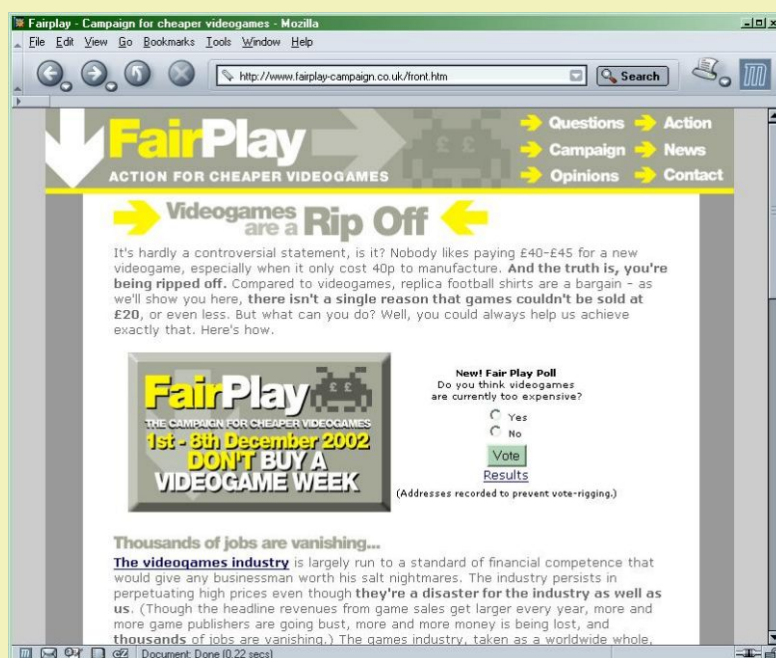 Fairplay - Campaign for cheaper videogames - Mozilla
File Edit View Go Bookmarks Tools Window Help
http://www.fairplay-campaign.co.uk/front.htm
Search
FairPlay
ACTION FOR CHEAPER VIDEOGAMES
££
Questions Action
Campaign News
Opinions Contact
Videogames
are a Rip Off
It's hardly a controversial statement, is it? Nobody likes paying £40-£45 for a new
videogame, especially when it only cost 40p to manufacture. And the truth is, you're
being ripped off. Compared to videogames, replica football shirts are a bargain - as
we'll show you here, there isn't a single reason that games couldn't be sold at
£20, or even less. But what can you do? Well, you could always help us achieve
exactly that. Here's how.
FairPlay
££
THE CAMPAIGN FOR CHEAPER VIDEOGAMES
1st - 8th December 2002
DON'T BUY A
VIDEOGAME WEEK
New! Fair Play Poll
Do you think videogames
are currently too expensive?
Yes
No
Vote
Results
(Addresses recorded to prevent vote-rigging.)
Thousands of jobs are vanishing...
The videogames industry is largely run to a standard of financial competence that
would give any businessman worth his salt nightmares. The industry persists in
perpetuating high prices even though they're a disaster for the industry as well as
us. (Though the headline revenues from game sales get larger every year, more and
more game publishers are going bust, more and more money is being lost, and
thousands of jobs are vanishing.) The games industry, taken as a worldwide whole,
Document: Done (0.22 secs)